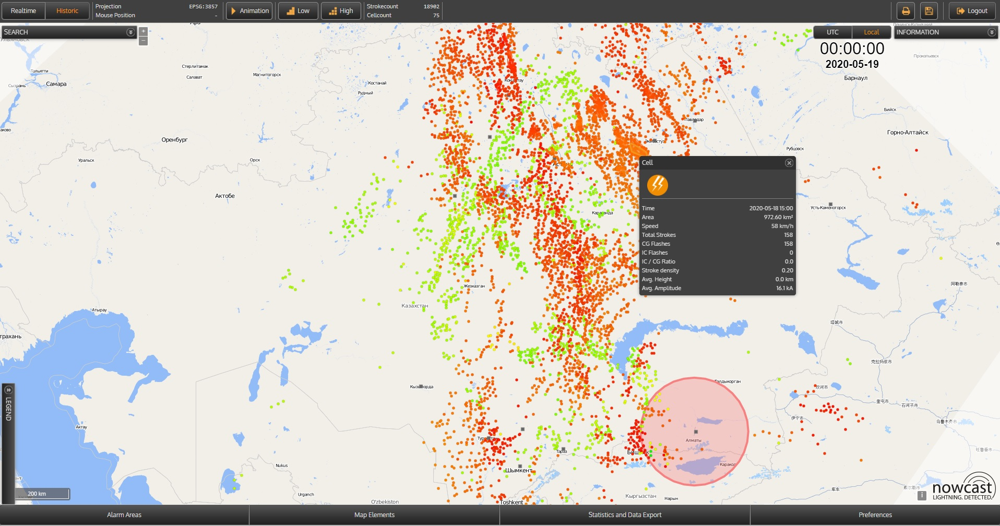 Realtime
Historic
Projection
EPSG:3857
Mouse Position
-
Animation
Low
High
Strokecount
18902
Cellcount
75
Logout
SEARCH
+
−
UTC
Local
INFORMATION
00:00:00
2020-05-19
Прокопьевск
Тольятти
Сызрань
Самара
Стерлитамак
Салават
Магнитогорск
Костанай
Рудный
Барнаул
Бийск
Горно-Алтайск
Рубцовск
Павлодар
Оренбург
Уральск
Орск
Актобе
Караганда
Усть-Каменогорск
Cell
Time
2020-05-18 15:00
Area
972.60 km²
Speed
58 km/h
Total Strokes
158
CG Flashes
158
IC Flashes
0
IC / CG Ratio
0.0
Stroke density
0.20
Avg. Height
0.0 km
Avg. Amplitude
16.1 kA
Жезказган
Казахстан
阿勒泰市
Атырау
трахань
塔城市
克拉玛依市
Талдыкорган
双河市
奎屯市
石河子市
伊宁市
乌鲁木齐市
LEGEND
Актау
Алматы
Тараз
吐鲁番市
Каракол
Nukus
Шымкент
200 km
Urganch
O'zbekiston
Toshkent
Кыргызстан
Нарын
库车
i
nowcast
LIGHTNING. DETECTED.
Alarm Areas
Map Elements
Statistics and Data Export
Preferences